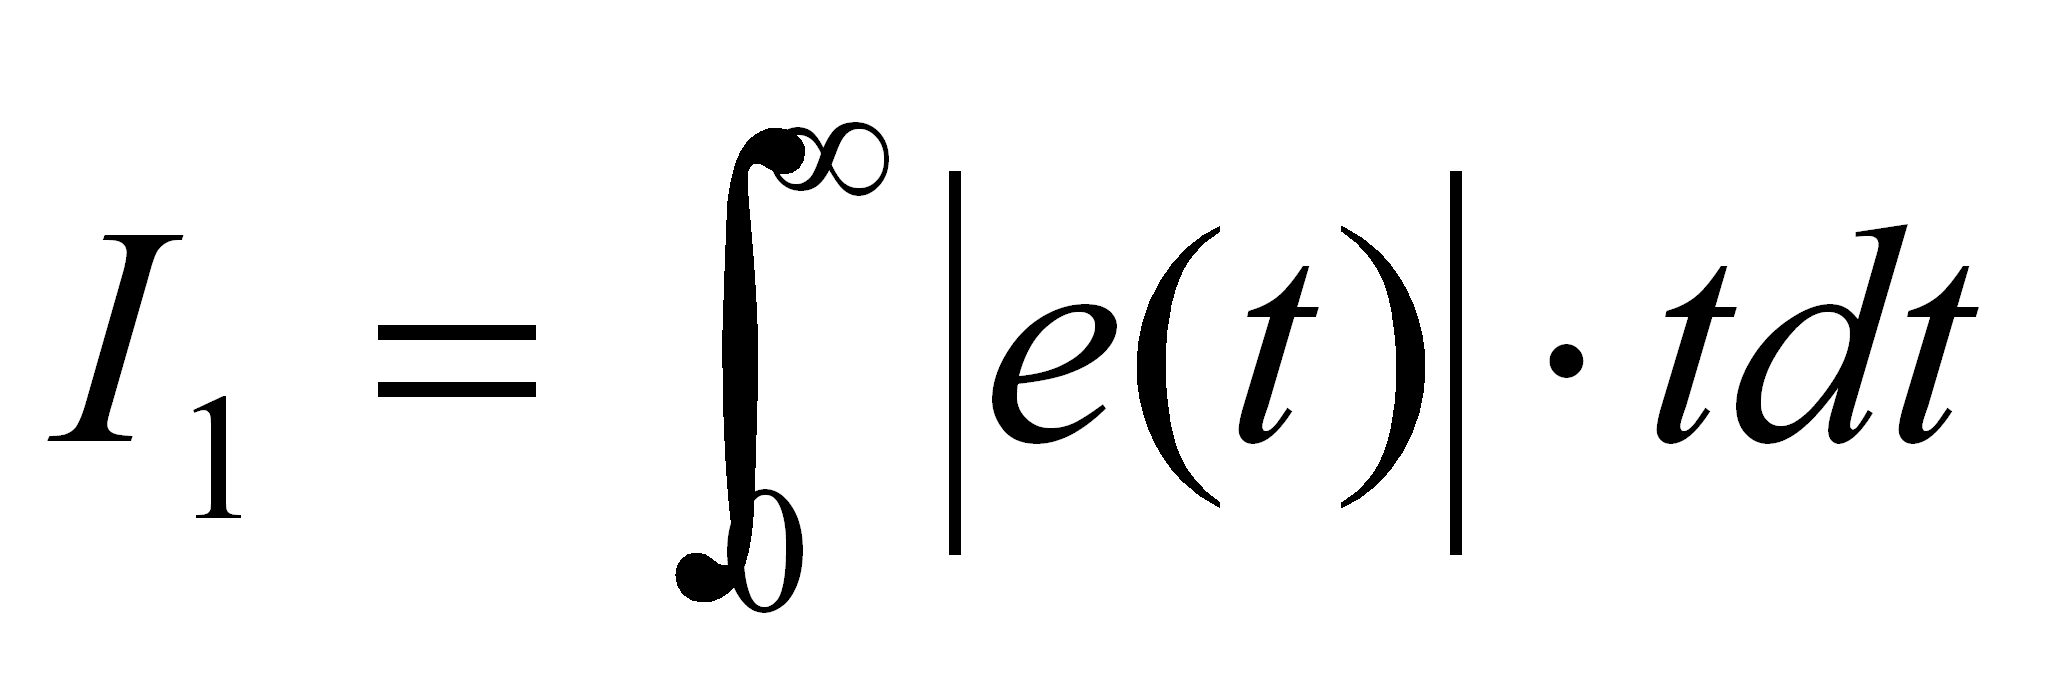 I₁ = ∫₀^∞ |e(t)| · tdt